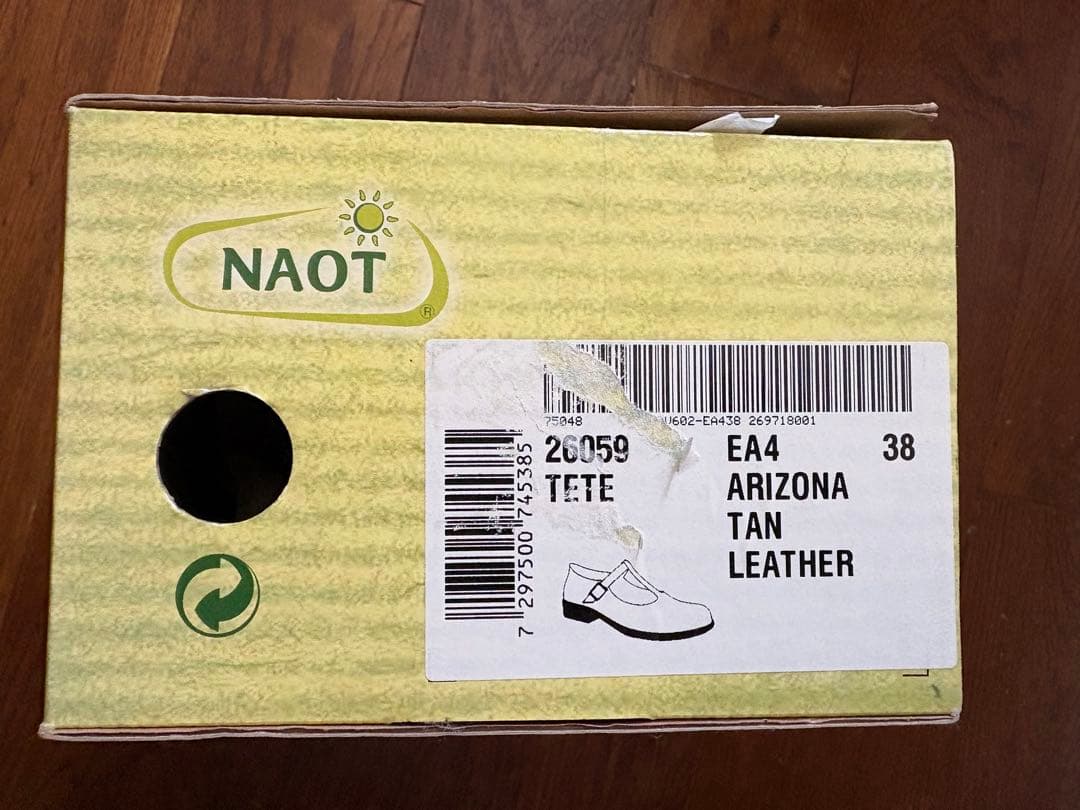 NAOT
®
75048 U602-EA438 269718001
26059 EA4 38
TETE ARIZONA
TAN
LEATHER
7 297500 745385